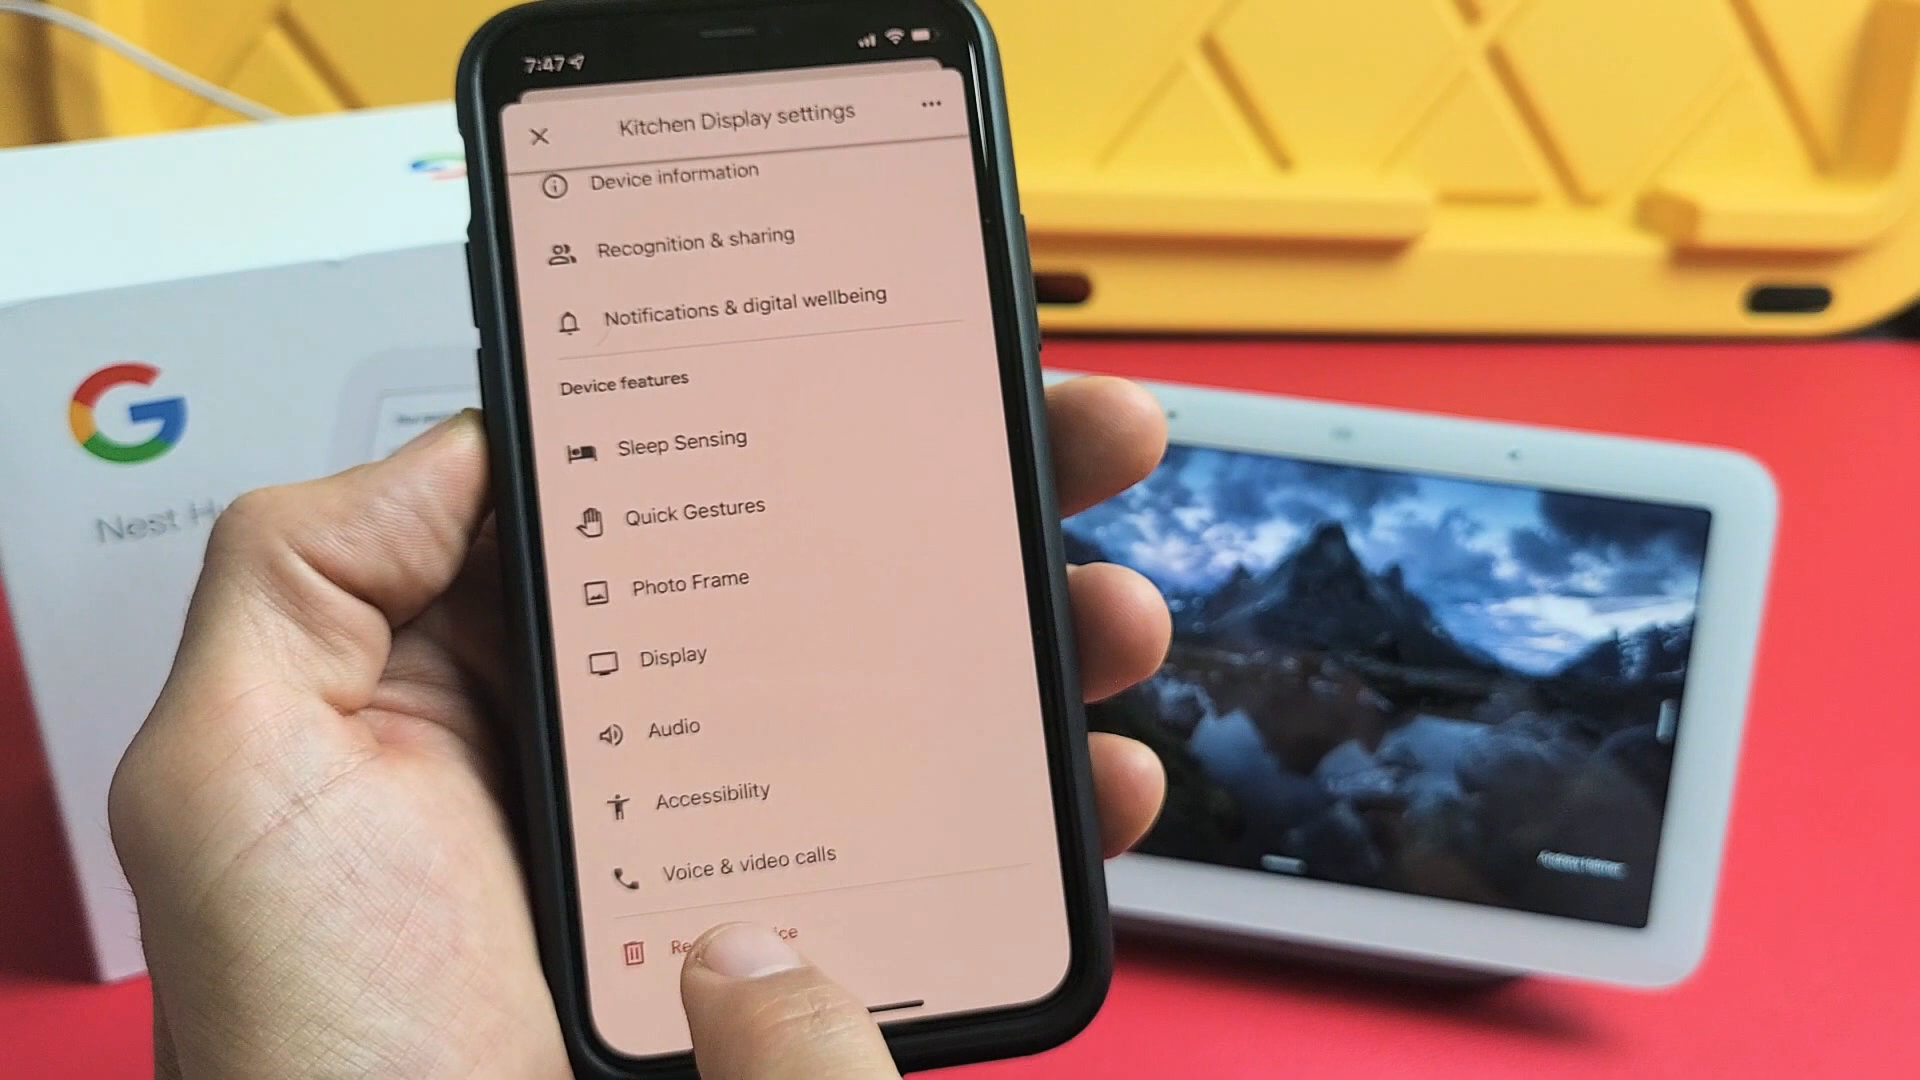 7:47
Kitchen Display settings
Device information
Recognition & sharing
Notifications & digital wellbeing
Device features
Sleep Sensing
Quick Gestures
Photo Frame
Display
Audio
Accessibility
Voice & video calls
G
Nest